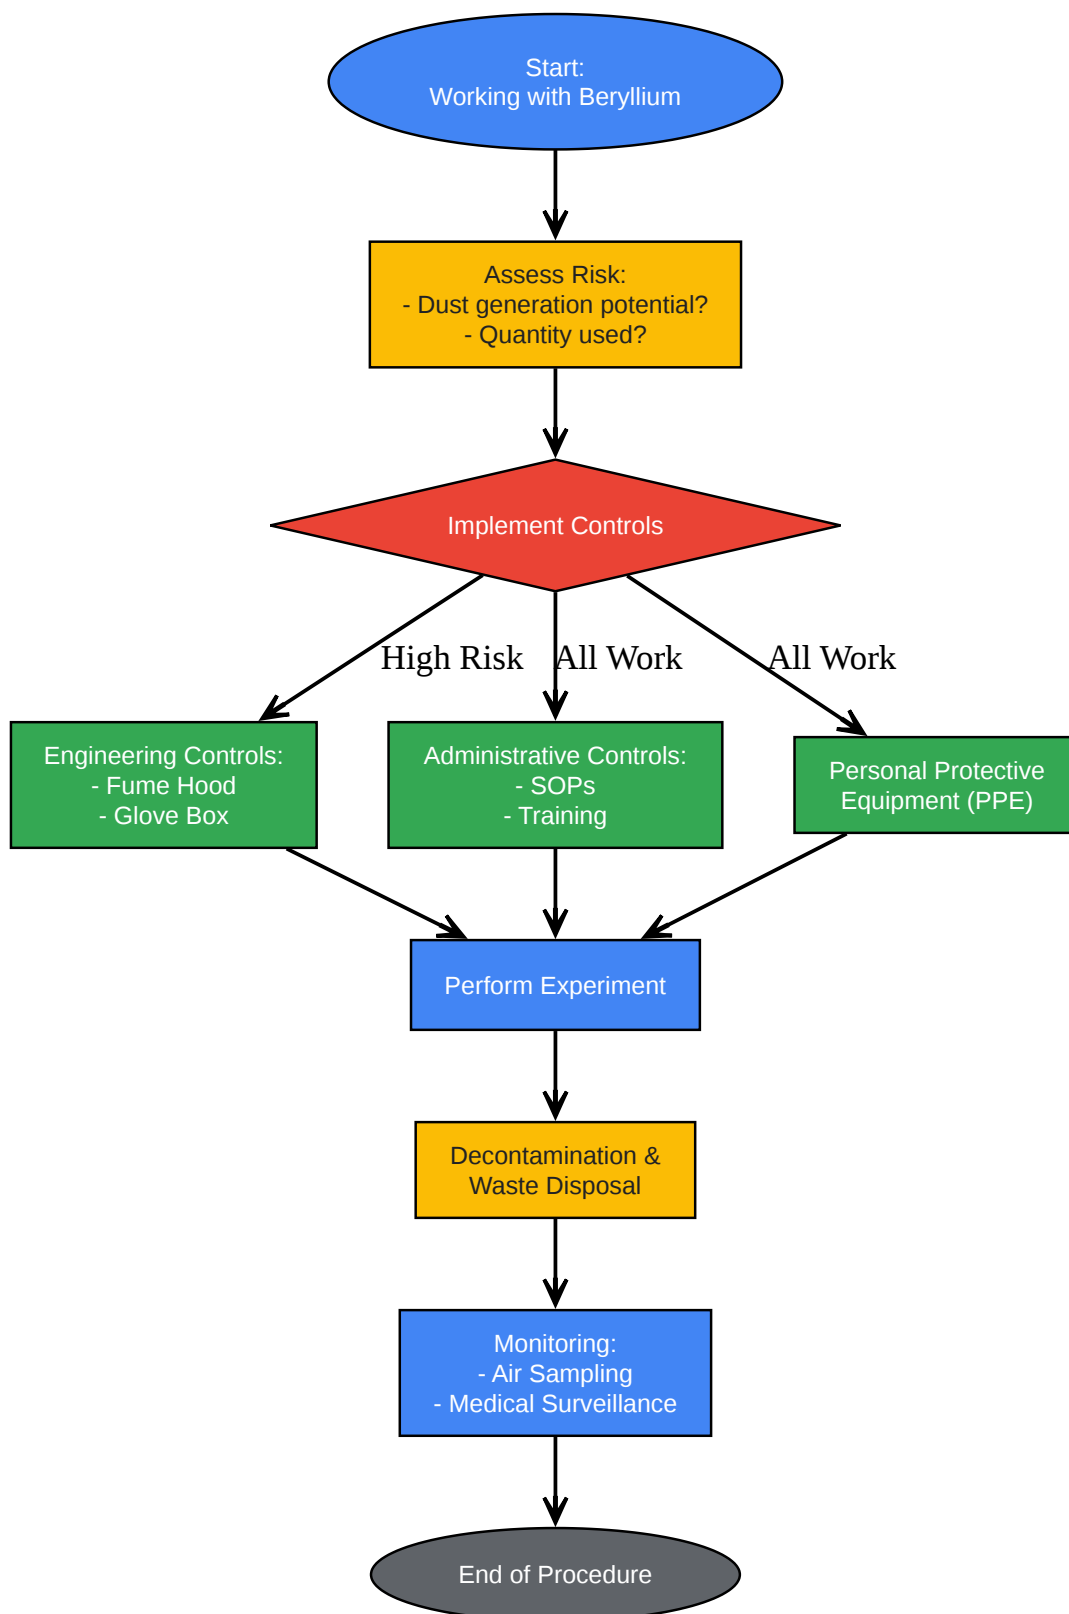 Start:
Working with Beryllium
Assess Risk:
- Dust generation potential?
- Quantity used?
Implement Controls
High Risk
All Work
All Work
Engineering Controls:
- Fume Hood
- Glove Box
Administrative Controls:
- SOPs
- Training
Personal Protective
Equipment (PPE)
Perform Experiment
Decontamination &
Waste Disposal
Monitoring:
- Air Sampling
- Medical Surveillance
End of Procedure